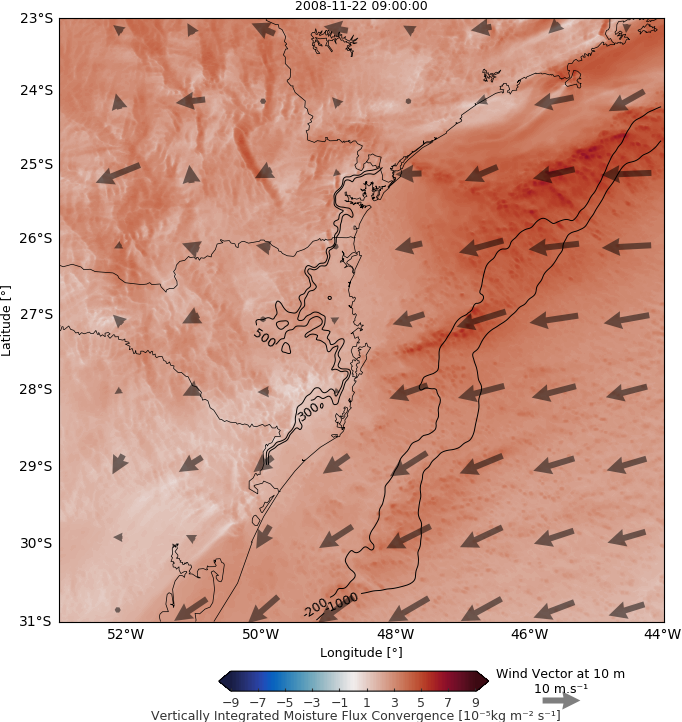 2008-11-22 09:00:00
23°S
24°S
25°S
26°S
27°S
28°S
29°S
30°S
31°S
Latitude [°]
500
300
-200
-1000
52°W 50°W 48°W 46°W 44°W
Longitude [°]
−9 −7 −5 −3 −1 1 3 5 7 9
Wind Vector at 10 m
10 m.s⁻¹
Vertically Integrated Moisture Flux Convergence [10⁻⁵kg m⁻² s⁻¹]